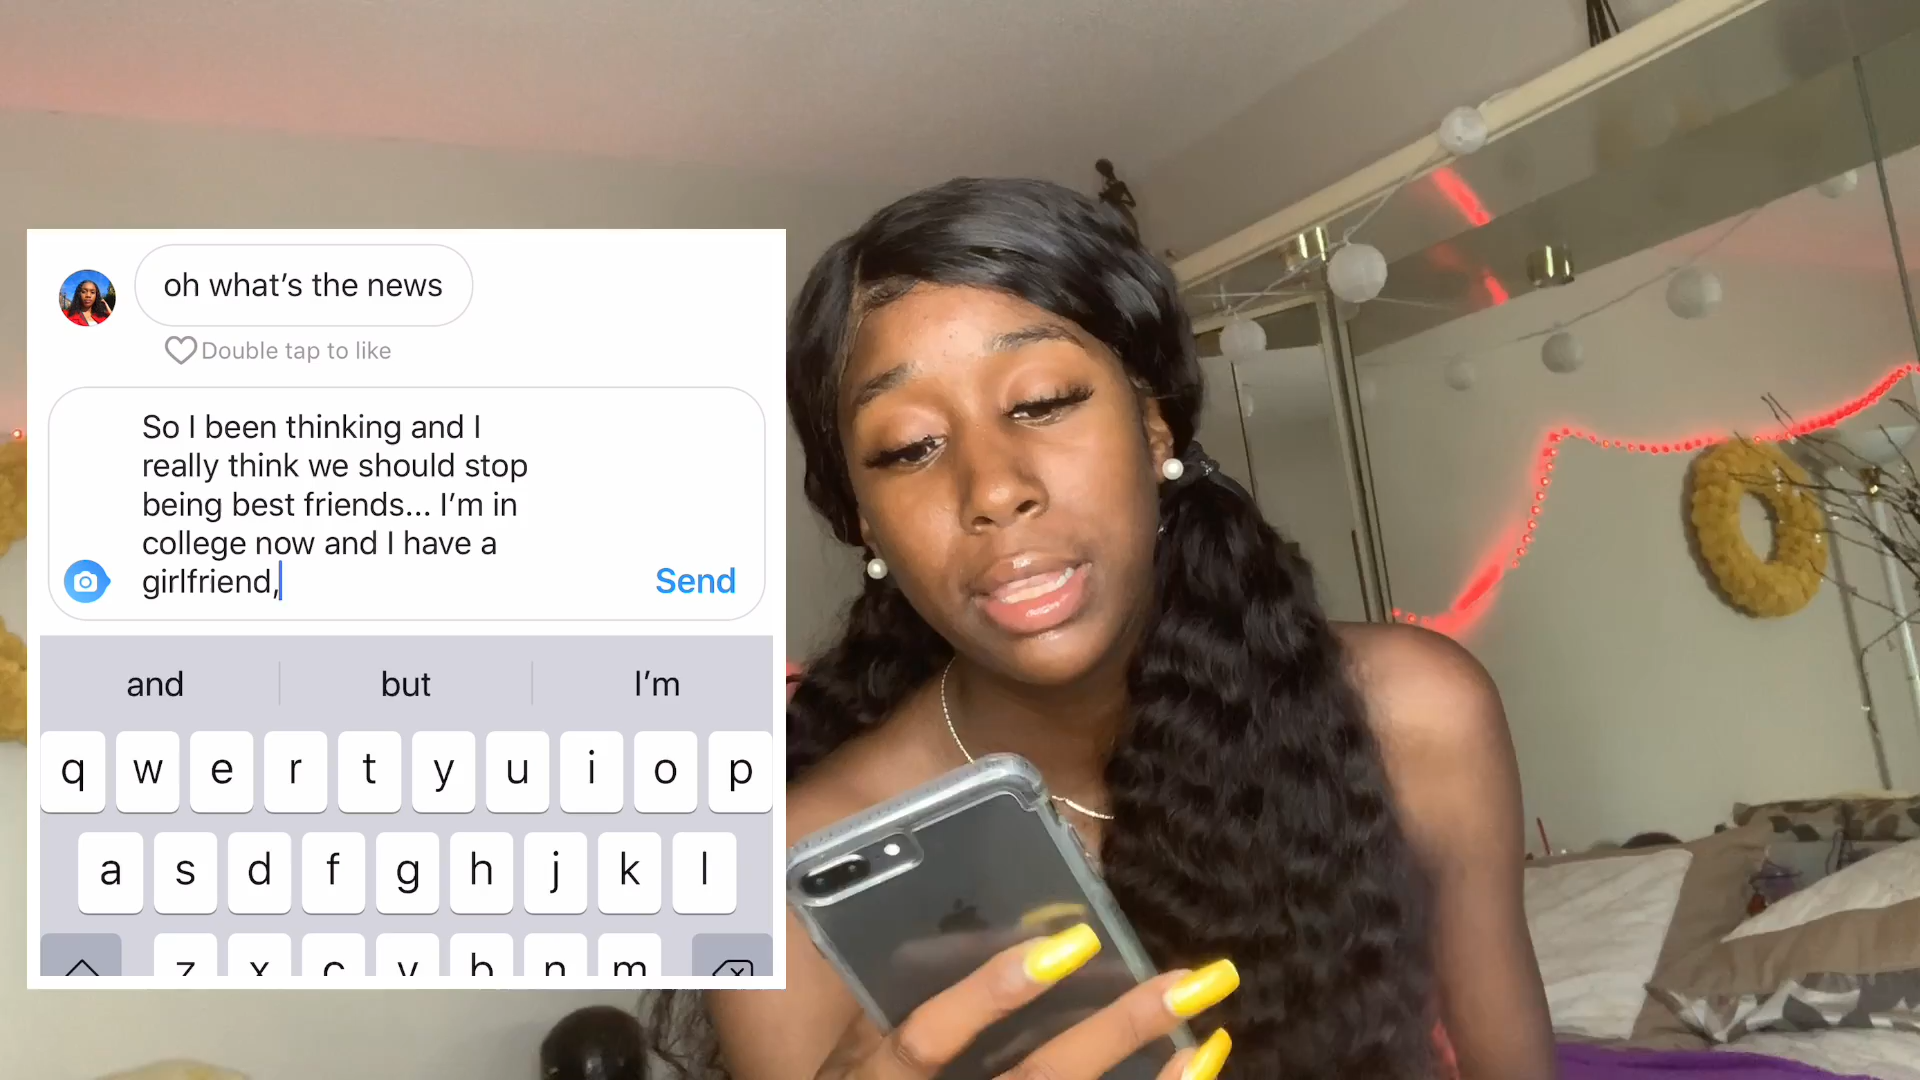 oh what’s the news
Double tap to like
So I been thinking and I
really think we should stop
being best friends... I’m in
college now and I have a
girlfriend,
Send
and but I’m
q w e r t y u i o p
a s d f g h j k l
z x c v b n m